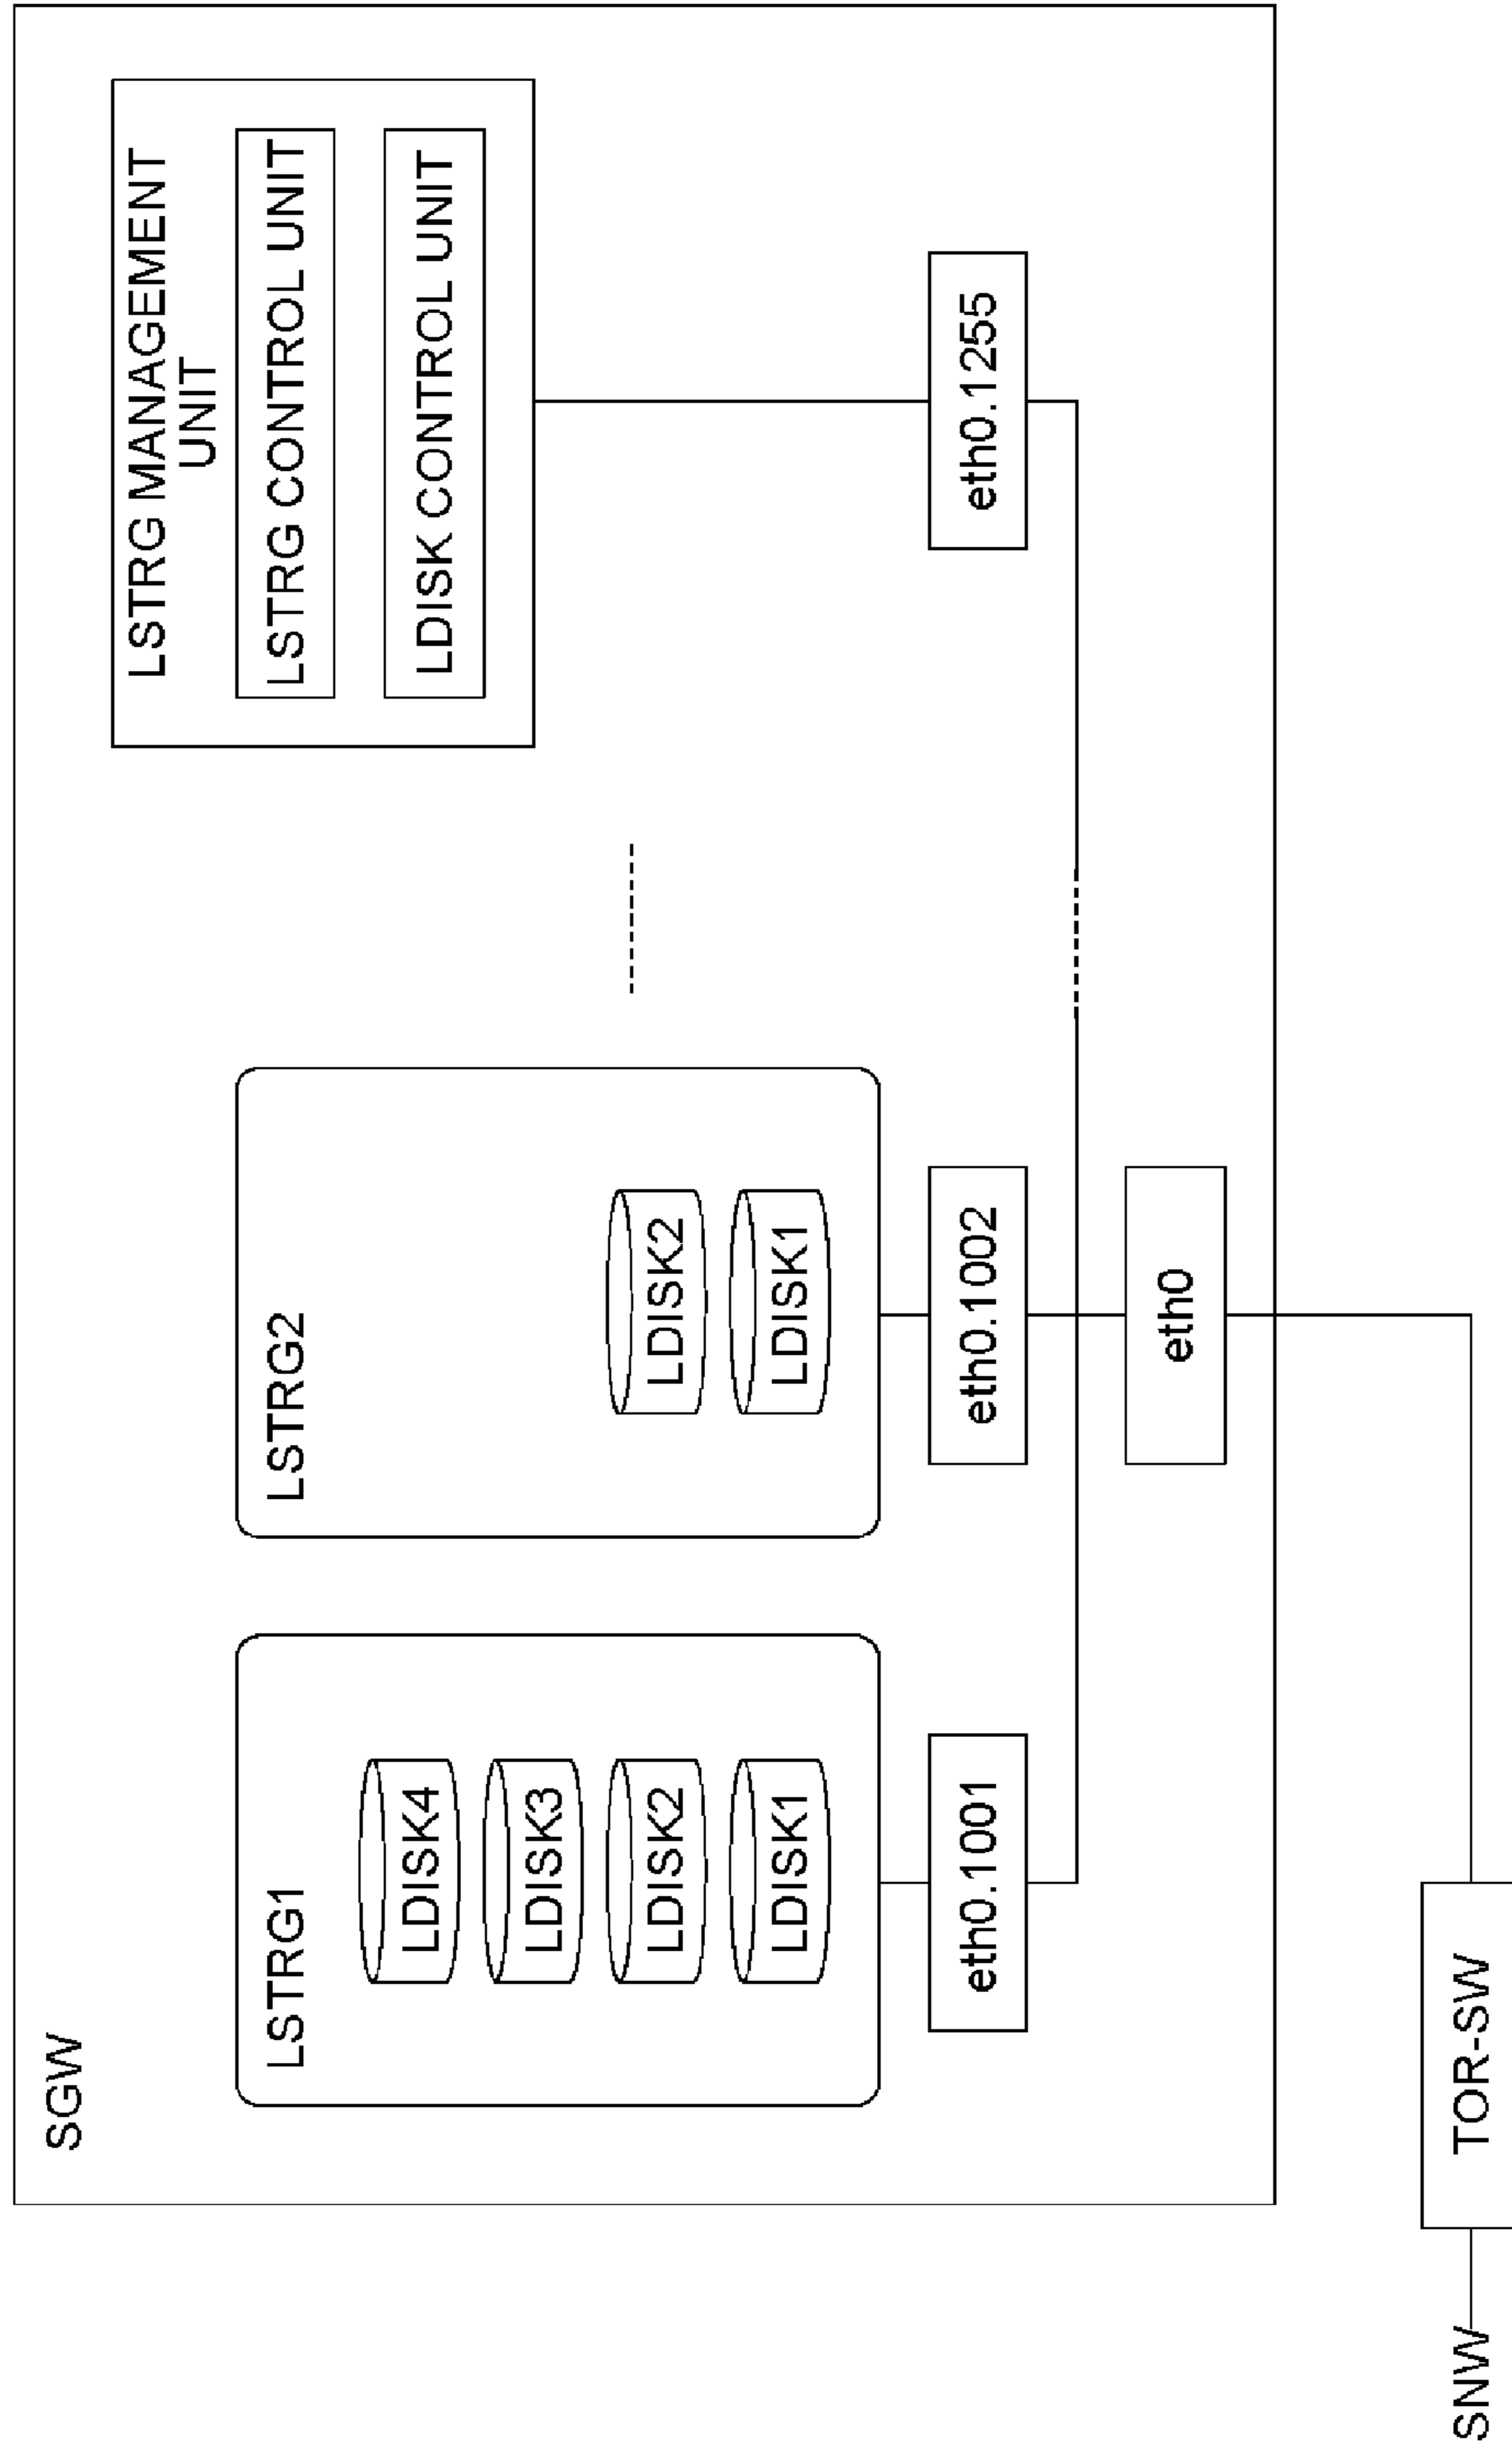 SGW
LSTRG1
LDISK4
LDISK3
LDISK2
LDISK1
LSTRG2
LDISK2
LDISK1
LSTRG MANAGEMENT
UNIT
LSTRG CONTROL UNIT
LDISK CONTROL UNIT
eth0.1001
eth0.1002
eth0.1255
eth0
SNW
TOR-SW